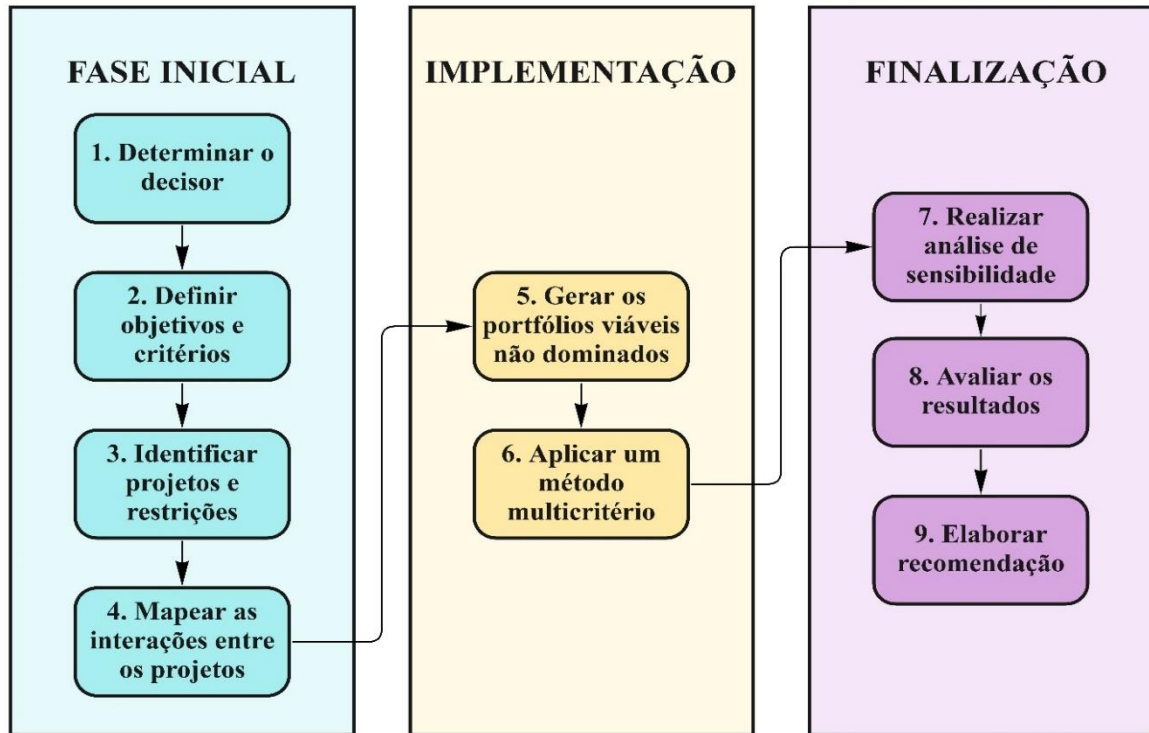 FASE INICIAL
1. Determinar o
decisor
2. Definir
objetivos e
critérios
3. Identificar
projetos e
restrições
4. Mapear as
interações entre
os projetos
IMPLEMENTAÇÃO
5. Gerar os
portfólios viáveis
não dominados
6. Aplicar um
método
multicritério
FINALIZAÇÃO
7. Realizar
análise de
sensibilidade
8. Avaliar os
resultados
9. Elaborar
recomendação